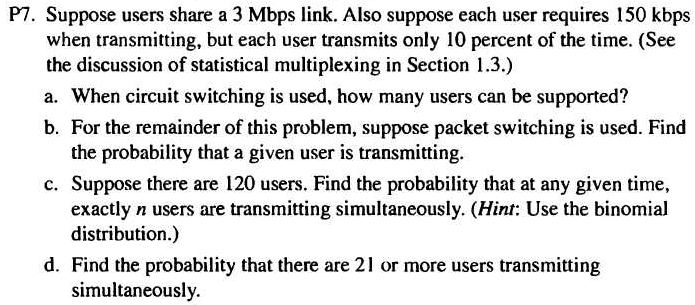 P7. Suppose users share a 3 Mbps link. Also suppose each user requires 150 kbps
when transmitting, but each user transmits only 10 percent of the time. (See
the discussion of statistical multiplexing in Section 1.3.)
a. When circuit switching is used, how many users can be supported?
b. For the remainder of this problem, suppose packet switching is used. Find
the probability that a given user is transmitting.
c. Suppose there are 120 users. Find the probability that at any given time,
exactly n users are transmitting simultaneously. (Hint: Use the binomial
distribution.)
d. Find the probability that there are 21 or more users transmitting
simultaneously.